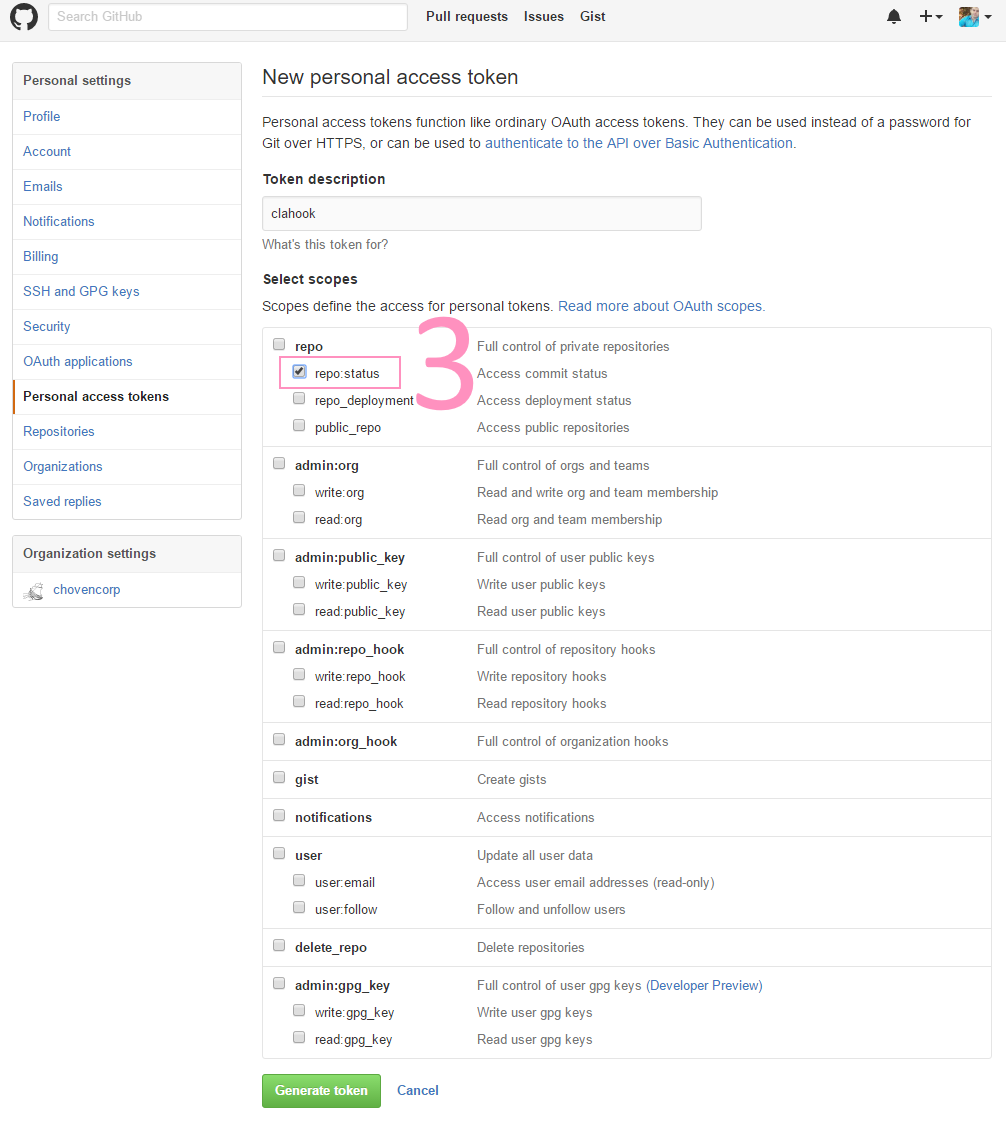 Search GitHub
Pull requests
Issues
Gist
Personal settings
Profile
Account
Emails
Notifications
Billing
SSH and GPG keys
Security
OAuth applications
Personal access tokens
Repositories
Organizations
Saved replies
Organization settings
chovencorp
New personal access token
Personal access tokens function like ordinary OAuth access tokens. They can be used instead of a password for
Git over HTTPS, or can be used to authenticate to the API over Basic Authentication.
Token description
clahook
What's this token for?
Select scopes
Scopes define the access for personal tokens. Read more about OAuth scopes.
3
repo Full control of private repositories
repo:status Access commit status
repo_deployment Access deployment status
public_repo Access public repositories
admin:org Full control of orgs and teams
write:org Read and write org and team membership
read:org Read org and team membership
admin:public_key Full control of user public keys
write:public_key Write user public keys
read:public_key Read user public keys
admin:repo_hook Full control of repository hooks
write:repo_hook Write repository hooks
read:repo_hook Read repository hooks
admin:org_hook Full control of organization hooks
gist Create gists
notifications Access notifications
user Update all user data
user:email Access user email addresses (read-only)
user:follow Follow and unfollow users
delete_repo Delete repositories
admin:gpg_key Full control of user gpg keys (Developer Preview)
write:gpg_key Write user gpg keys
read:gpg_key Read user gpg keys
Generate token
Cancel